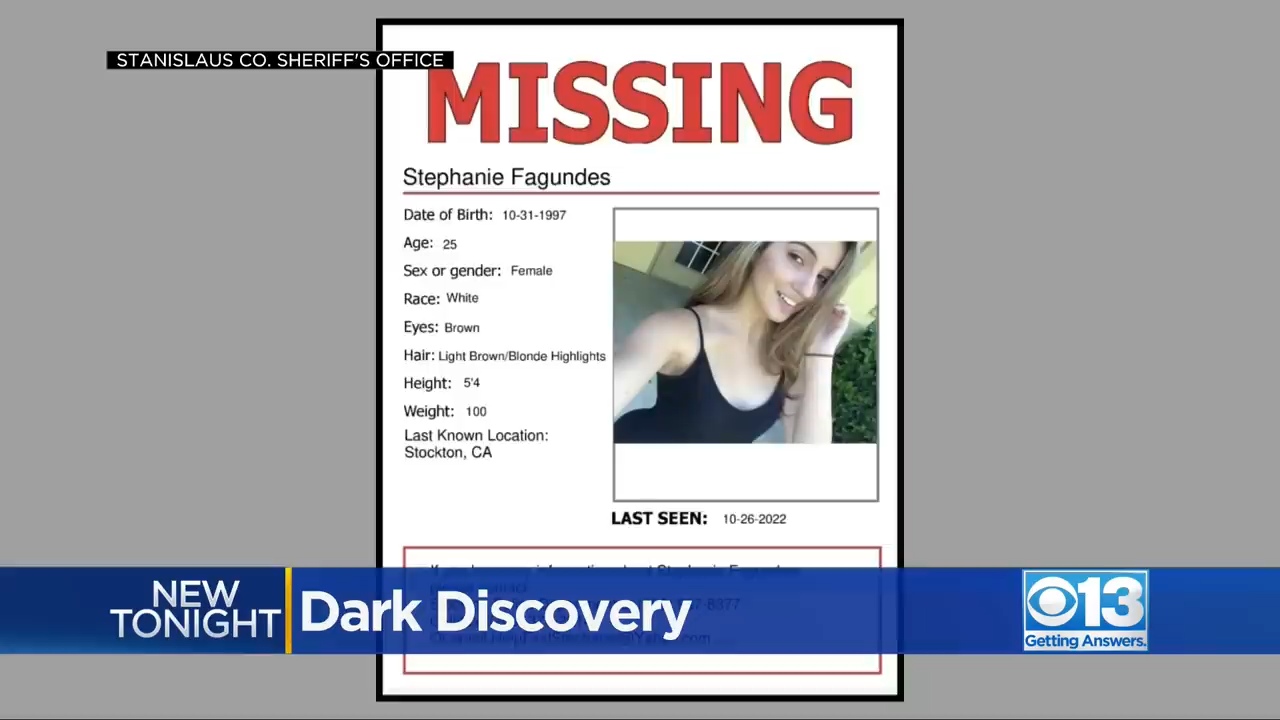 STANISLAUS CO. SHERIFF'S OFFICE
MISSING
Stephanie Fagundes
Date of Birth: 10-31-1997
Age: 25
Sex or gender: Female
Race: White
Eyes: Brown
Hair: Light Brown/Blonde Highlights
Height: 5'4
Weight: 100
Last Known Location:
Stockton, CA
LAST SEEN: 10-26-2022
NEW
TONIGHT
Dark Discovery
13
Getting Answers.